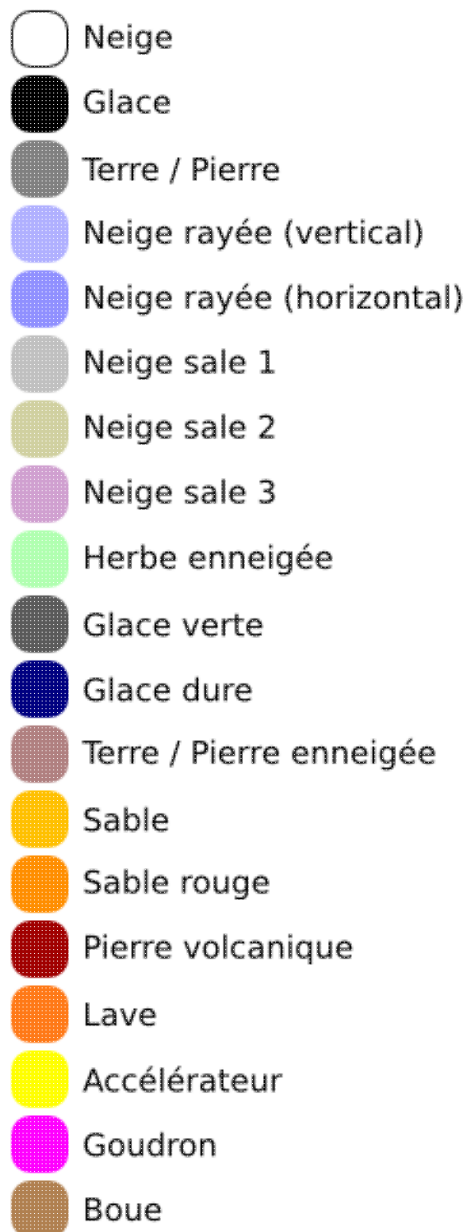 Neige
Glace
Terre / Pierre
Neige rayée (vertical)
Neige rayée (horizontal)
Neige sale 1
Neige sale 2
Neige sale 3
Herbe enneigée
Glace verte
Glace dure
Terre / Pierre enneigée
Sable
Sable rouge
Pierre volcanique
Lave
Accélérateur
Goudron
Boue